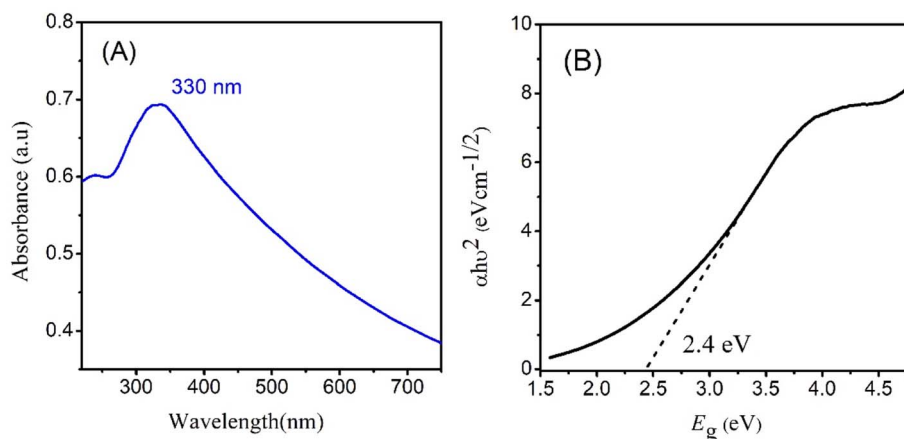 (A)
330 nm
0.8
0.7
0.6
0.5
0.4
Absorbance (a.u)
300 400 500 600 700
Wavelength(nm)
(B)
10
8
6
4
2
0
αhυ² (eVcm⁻¹/²)
2.4 eV
1.5 2.0 2.5 3.0 3.5 4.0 4.5
Eg (eV)